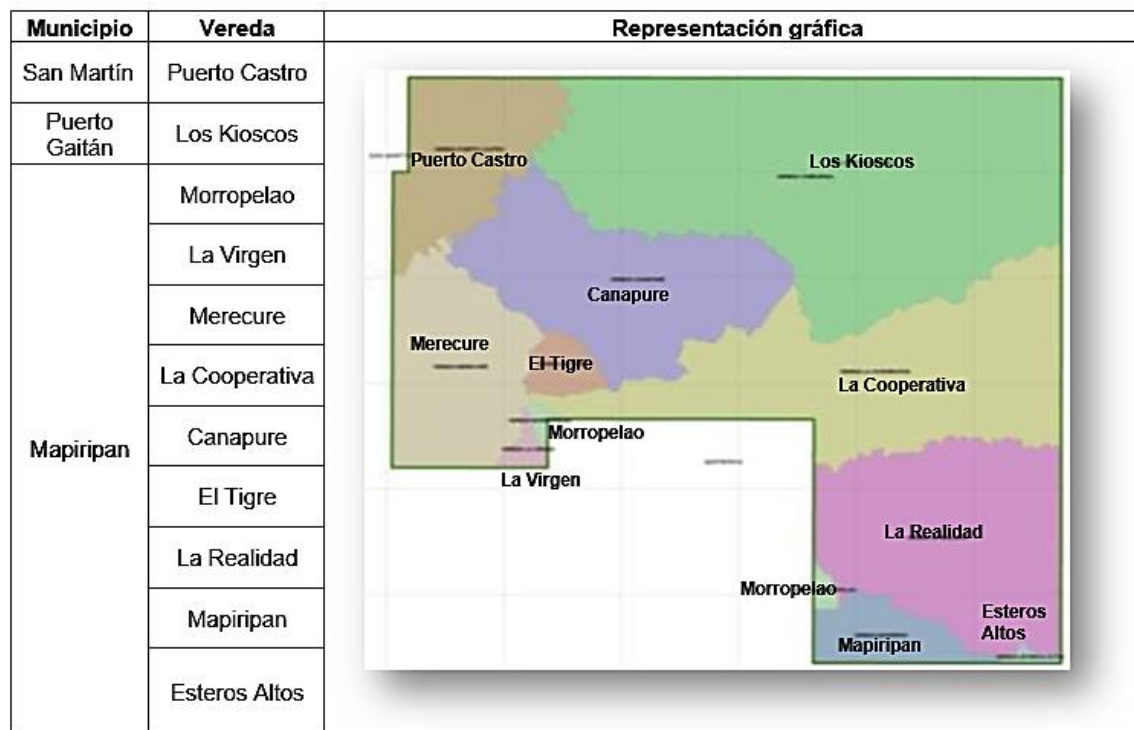 Municipio Vereda Representación gráfica
San Martín Puerto Castro
Puerto
Gaitán
Los Kioscos
Mapiripan
Morropelao
La Virgen
Merecure
La Cooperativa
Canapure
El Tigre
La Realidad
Mapiripan
Esteros Altos
Puerto Castro
Los Kioscos
Canapure
Merecure
El Tigre
La Cooperativa
Morropelao
La Virgen
La Realidad
Morropelao
Esteros
Altos
Mapiripan